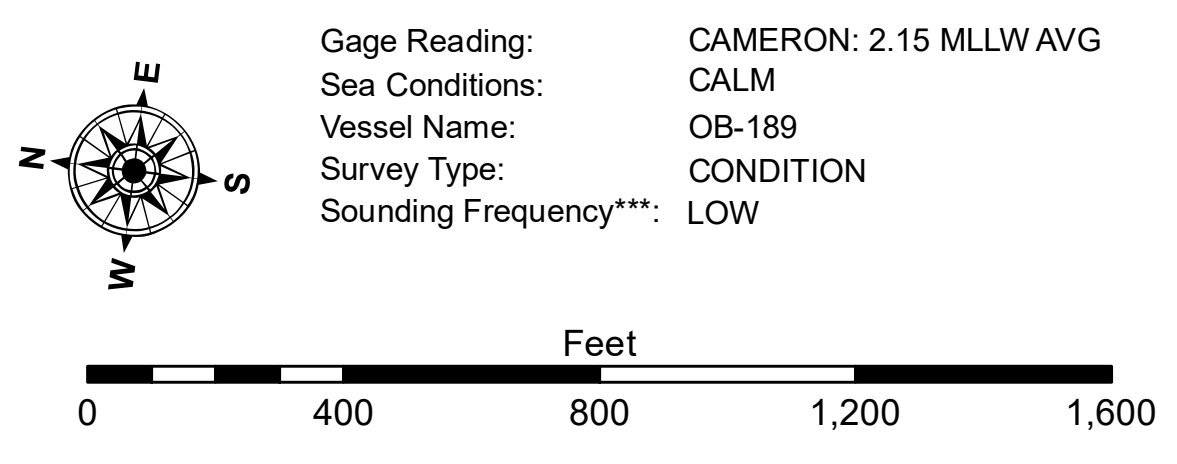 E
N
S
W
Gage Reading: CAMERON: 2.15 MLLW AVG
Sea Conditions: CALM
Vessel Name: OB-189
Survey Type: CONDITION
Sounding Frequency***: LOW
Feet
0 400 800 1,200 1,600